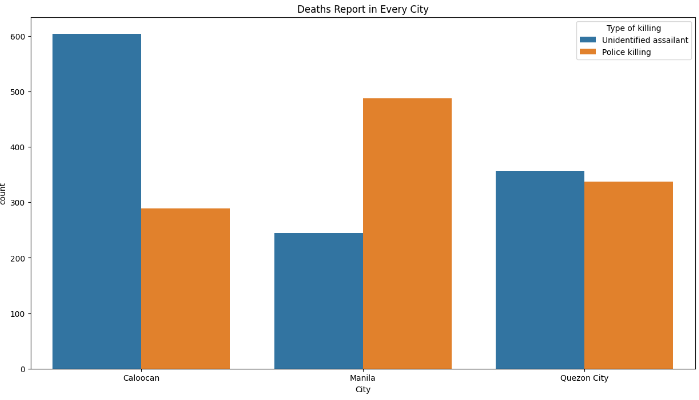 Deaths Report in Every City
Type of killing
Unidentified assailant
Police killing
600
500
400
300
200
100
0
count
Caloocan
Manila
Quezon City
City